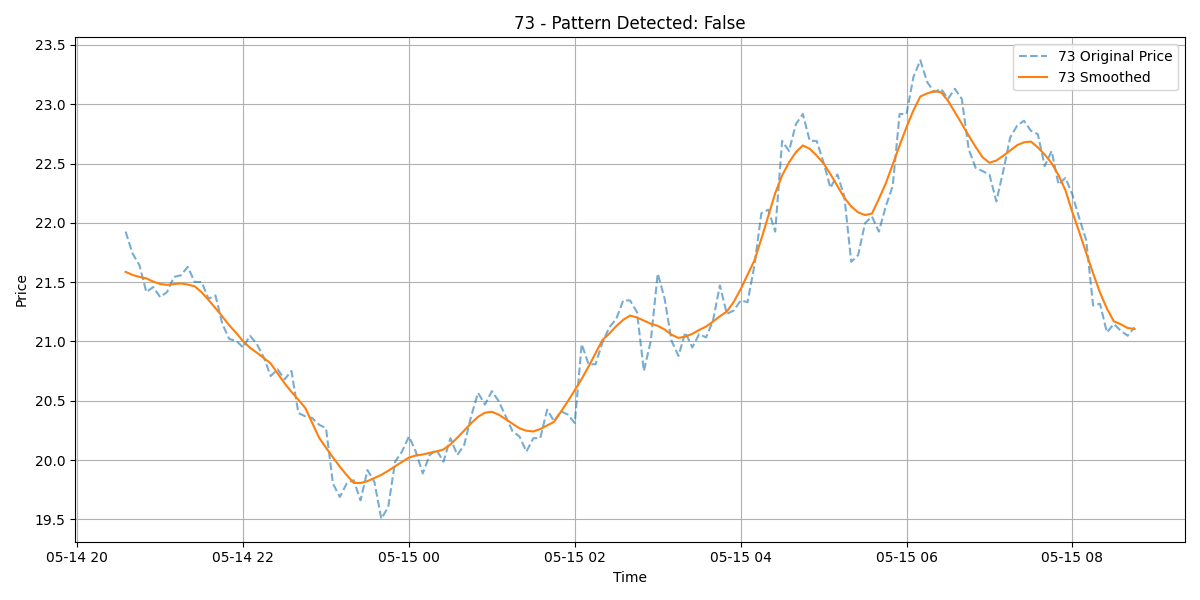 73 - Pattern Detected: False
73 Original Price
73 Smoothed
Price
23.5
23.0
22.5
22.0
21.5
21.0
20.5
20.0
19.5
05-14 20 05-14 22 05-15 00 05-15 02 05-15 04 05-15 06 05-15 08
Time